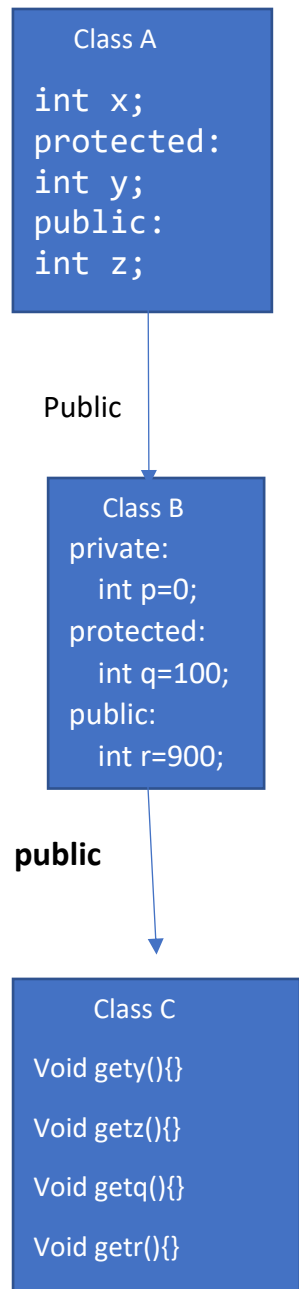 Class A
int x;
protected:
int y;
public:
int z;
Public
Class B
private:
int p=0;
protected:
int q=100;
public:
int r=900;
public
Class C
Void gety(){}
Void getz(){}
Void getq(){}
Void getr(){}